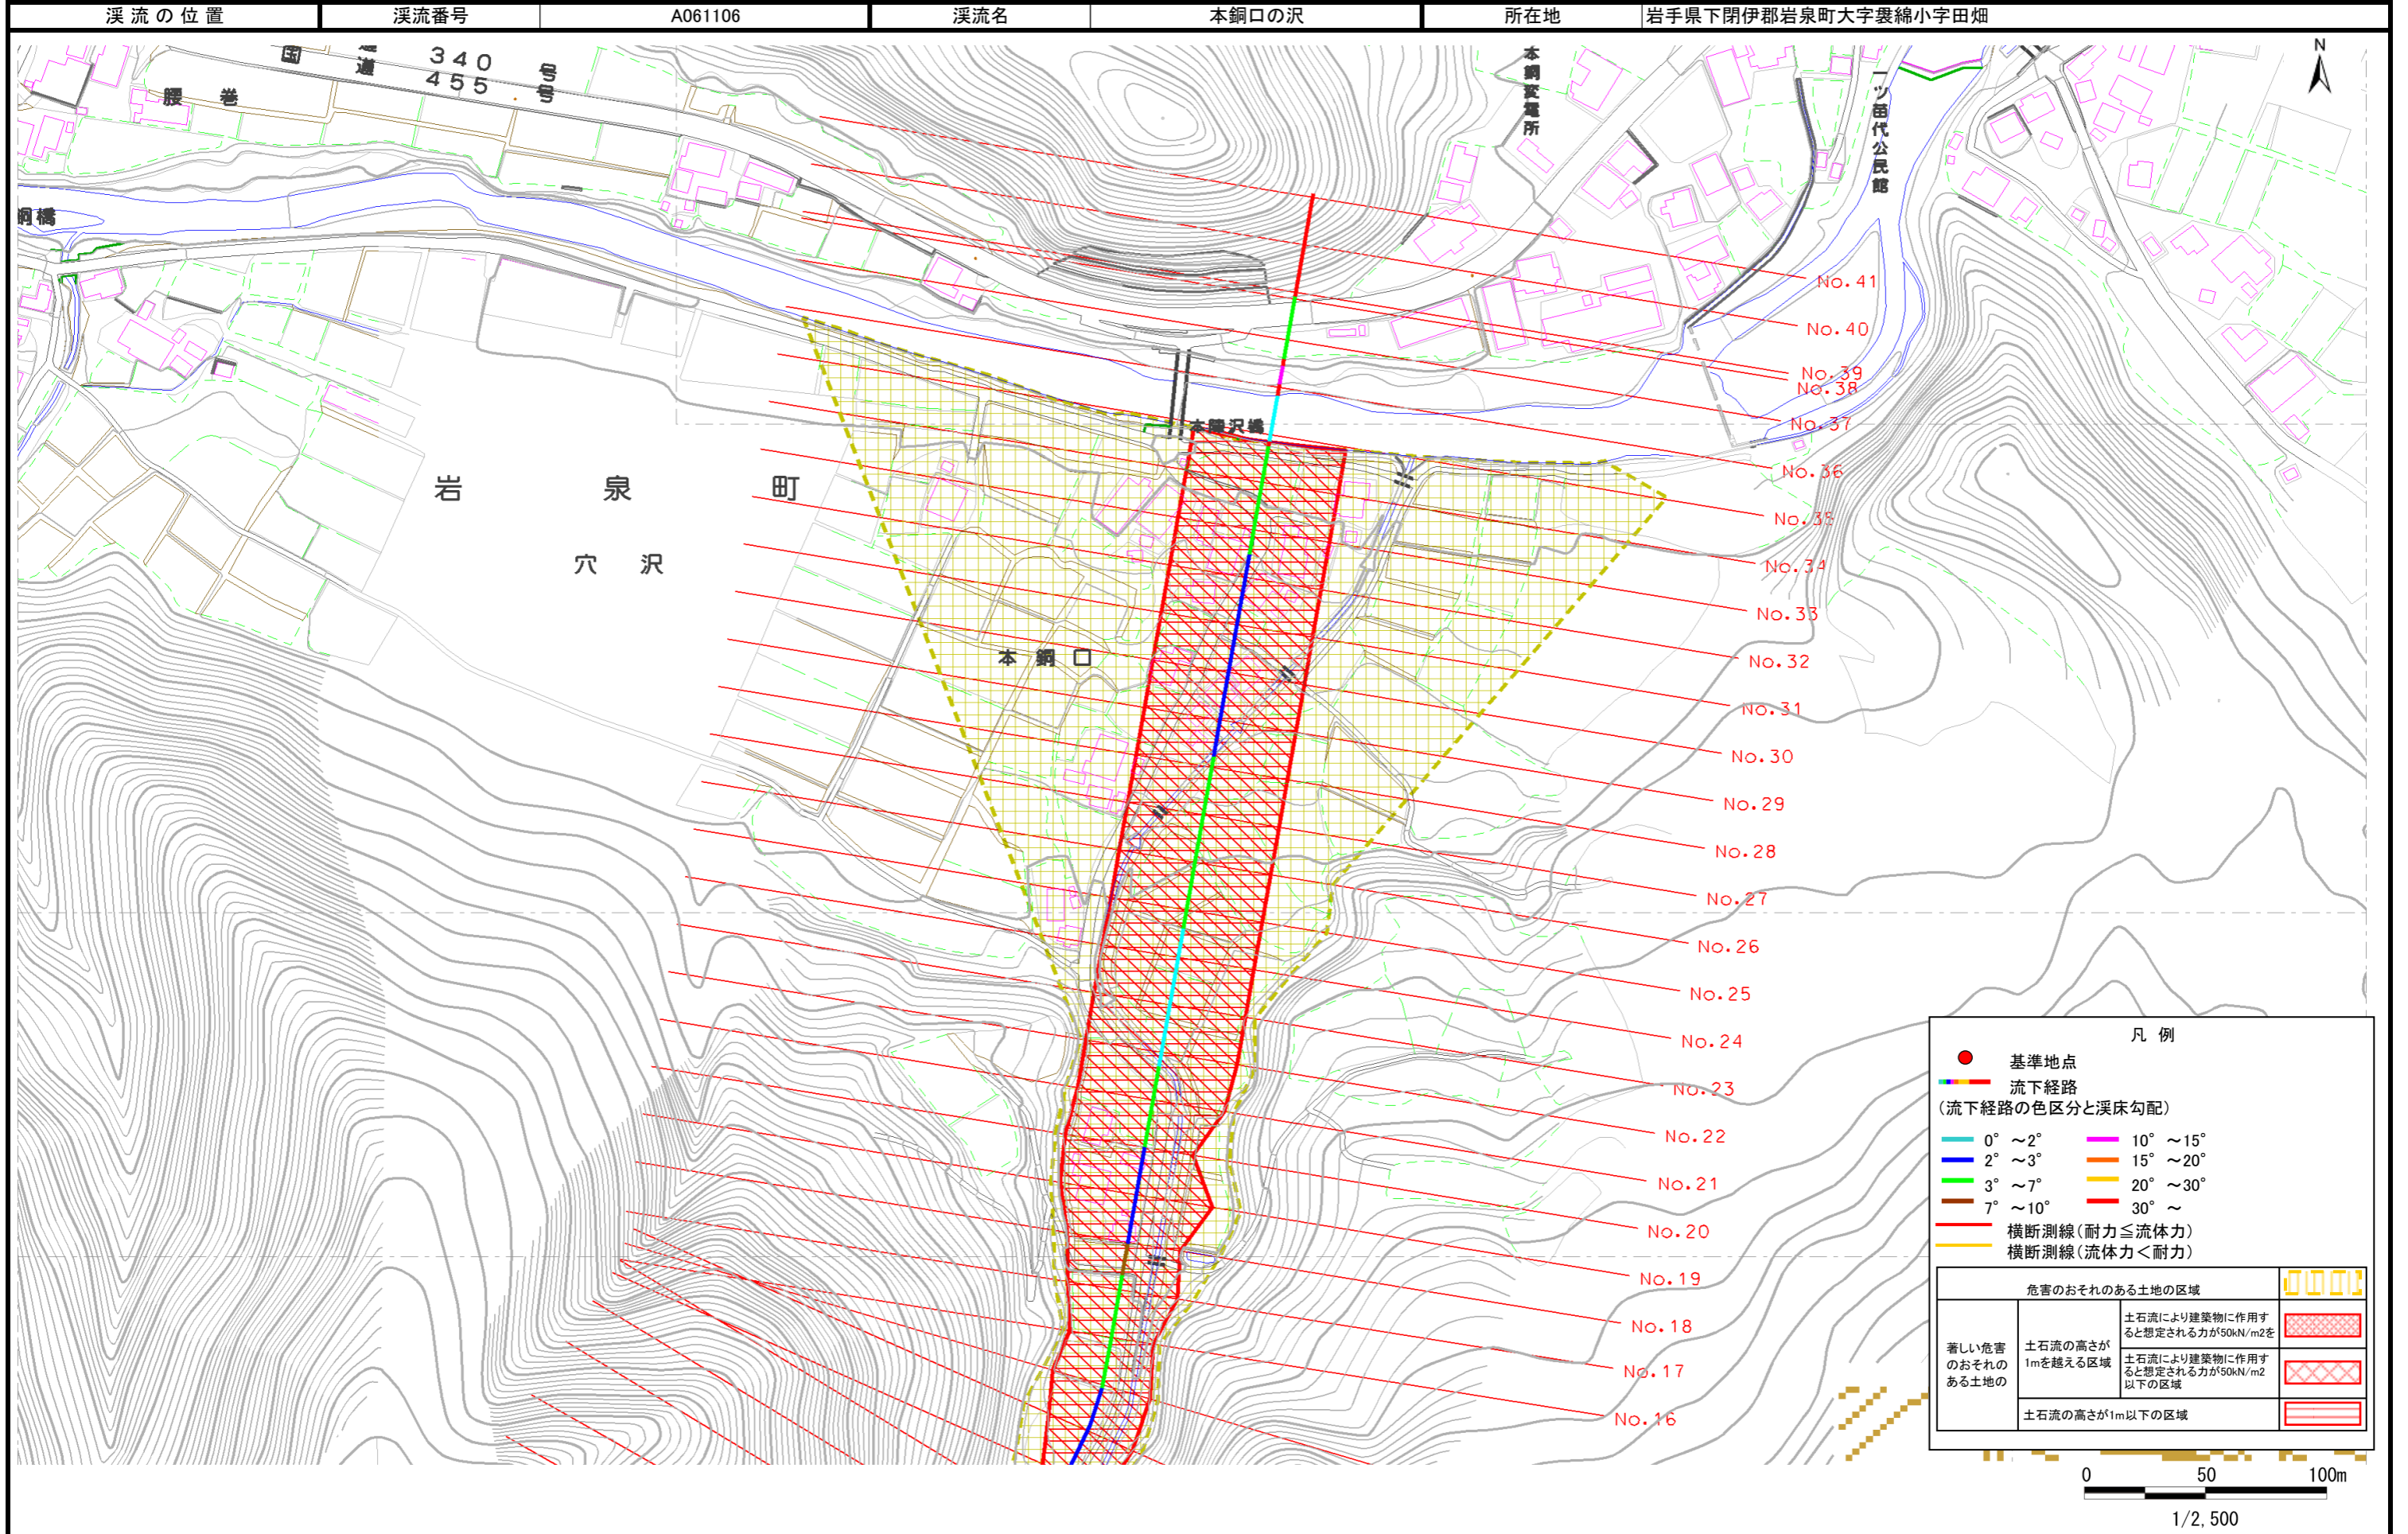 渓流の位置 渓流番号 A061106 渓流名 本銅口の沢 所在地 岩手県下閉伊郡岩泉町大字袰綿小字田畑
N
国道 340 号
455 号
腰巻
本銅変電所
一ツ苗代公民館
銅橋
本陣沢橋
岩泉町
穴沢
本銅口
No.41
No.40
No.39
No.38
No.37
No.36
No.35
No.34
No.33
No.32
No.31
No.30
No.29
No.28
No.27
No.26
No.25
No.24
No.23
No.22
No.21
No.20
No.19
No.18
No.17
No.16
凡 例
基準地点
流下経路
(流下経路の色区分と渓床勾配)
0° ～2° 10° ～15°
2° ～3° 15° ～20°
3° ～7° 20° ～30°
7° ～10° 30° ～
横断測線(耐力≦流体力)
横断測線(流体力＜耐力)
危害のおそれのある土地の区域
著しい危害
のおそれの
ある土地の
土石流の高さが
1mを越える区域
土石流により建築物に作用す
ると想定される力が50kN/m2を
土石流により建築物に作用す
ると想定される力が50kN/m2
以下の区域
土石流の高さが1m以下の区域
0 50 100m
1/2,500